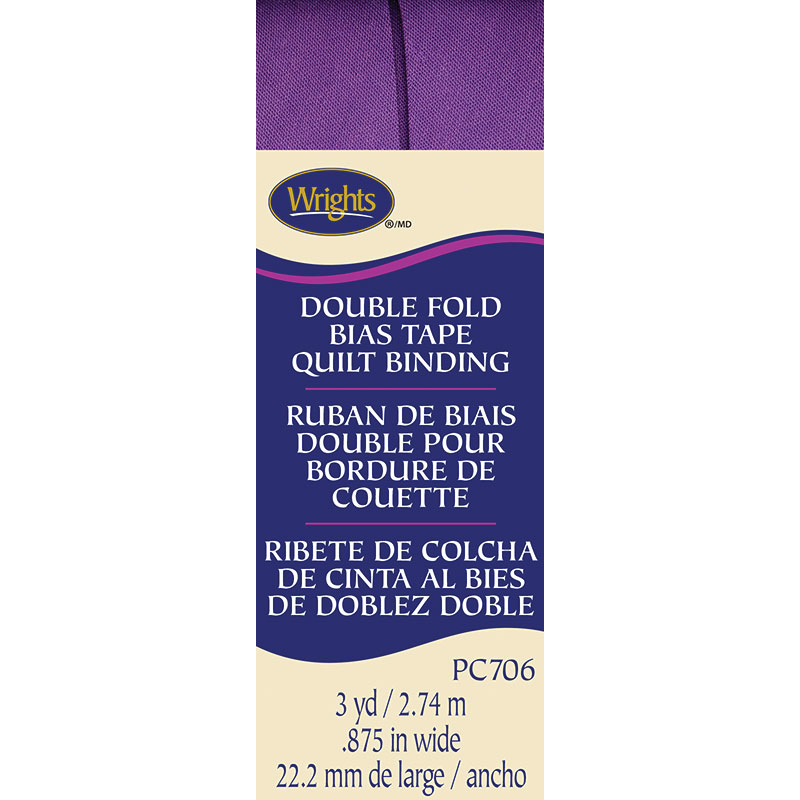 Wrights
®/MD
DOUBLE FOLD
BIAS TAPE
QUILT BINDING
RUBAN DE BIAIS
DOUBLE POUR
BORDURE DE
COUETTE
RIBETE DE COLCHA
DE CINTA AL BIES
DE DOBLEZ DOBLE
PC706
3 yd / 2.74 m
.875 in wide
22.2 mm de large / ancho